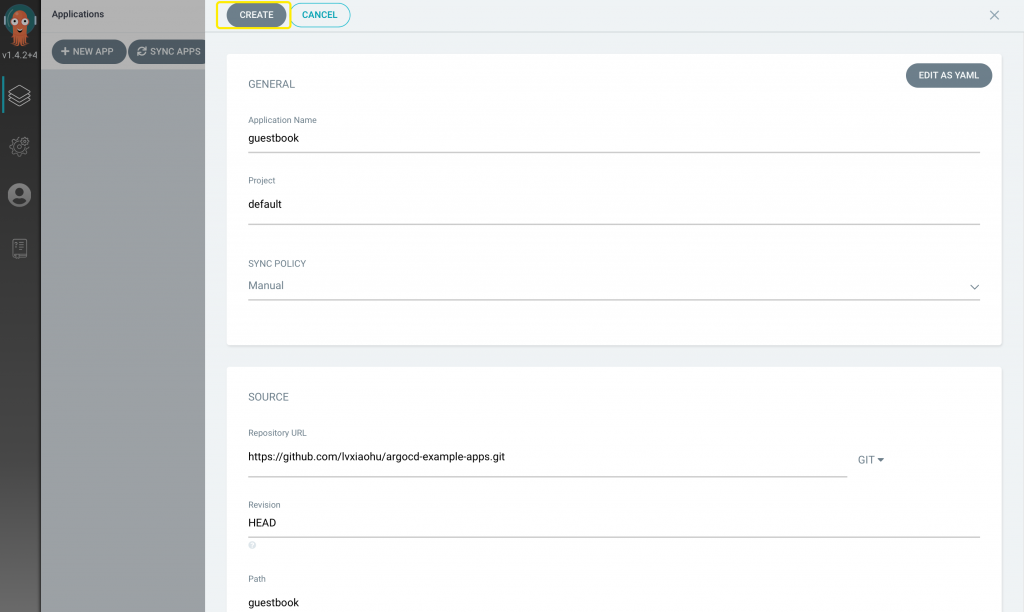 Applications
CREATE
CANCEL
v1.4.2+4
NEW APP
SYNC APPS
EDIT AS YAML
GENERAL
Application Name
guestbook
Project
default
SYNC POLICY
Manual
SOURCE
Repository URL
https://github.com/lvxiaohu/argocd-example-apps.git
GIT
Revision
HEAD
Path
guestbook